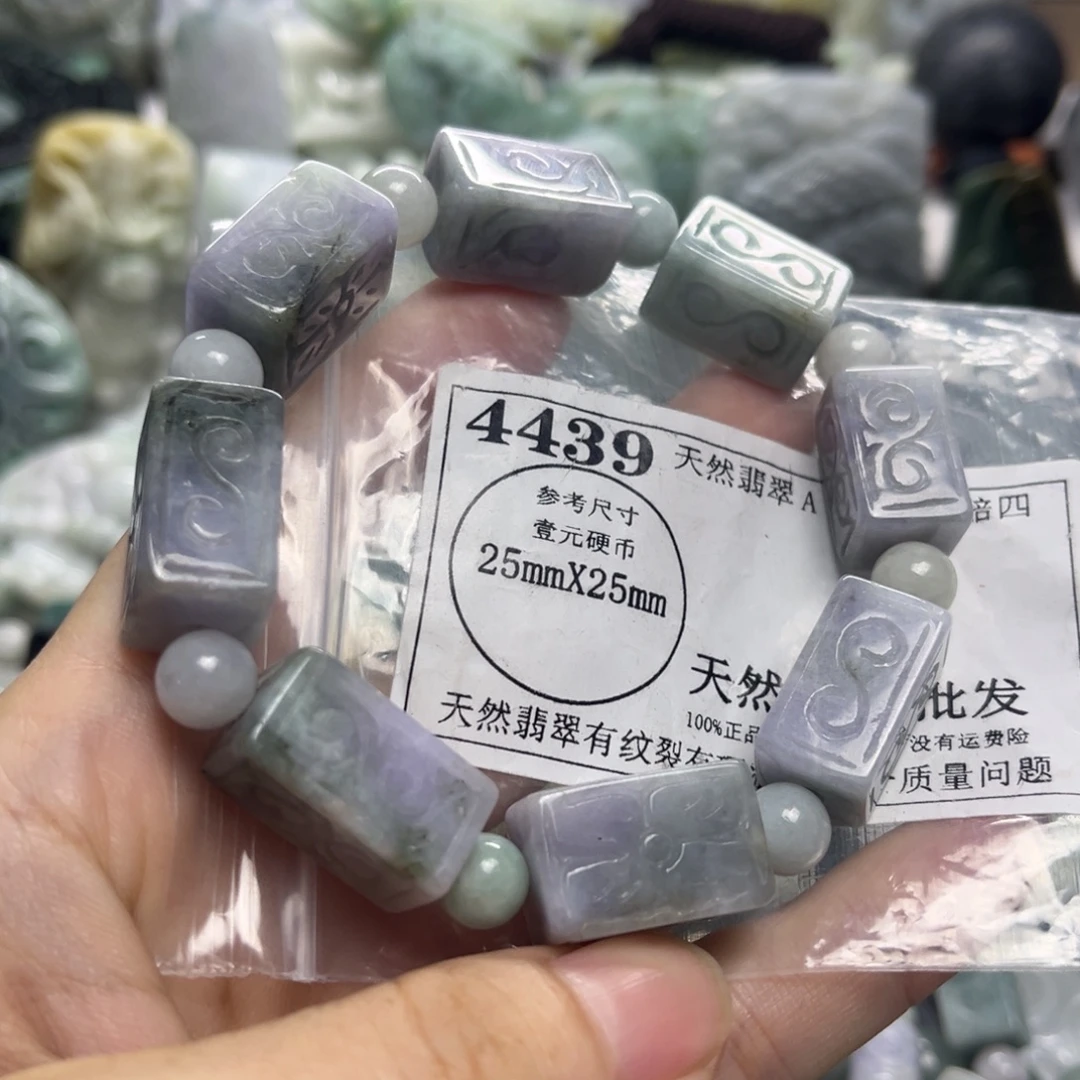 4439 天然翡翠A
倍四
参考尺寸
壹元硬币
25mmX25mm
天然
批发
100%正品
没有运费险
天然翡翠有纹裂有
质量问题